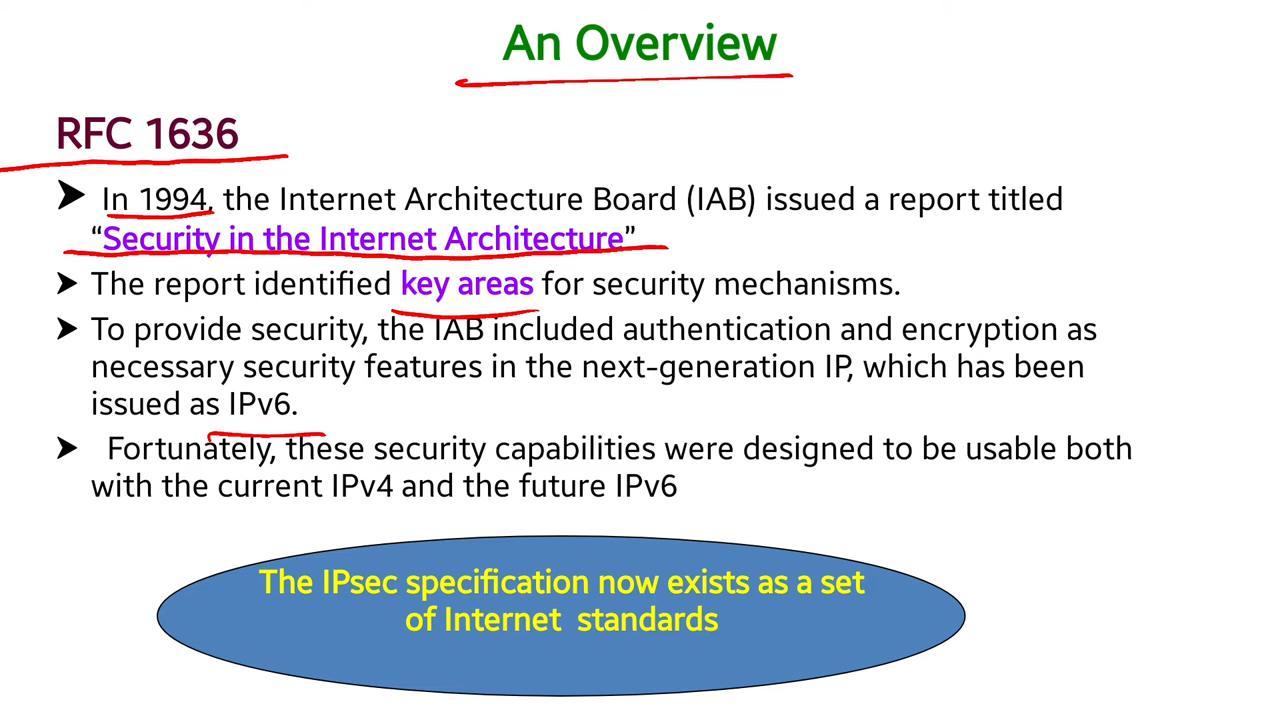 An Overview
RFC 1636
➤ In 1994, the Internet Architecture Board (IAB) issued a report titled
“Security in the Internet Architecture”
➤ The report identified key areas for security mechanisms.
➤ To provide security, the IAB included authentication and encryption as
necessary security features in the next-generation IP, which has been
issued as IPv6.
➤ Fortunately, these security capabilities were designed to be usable both
with the current IPv4 and the future IPv6
The IPsec specification now exists as a set
of Internet standards